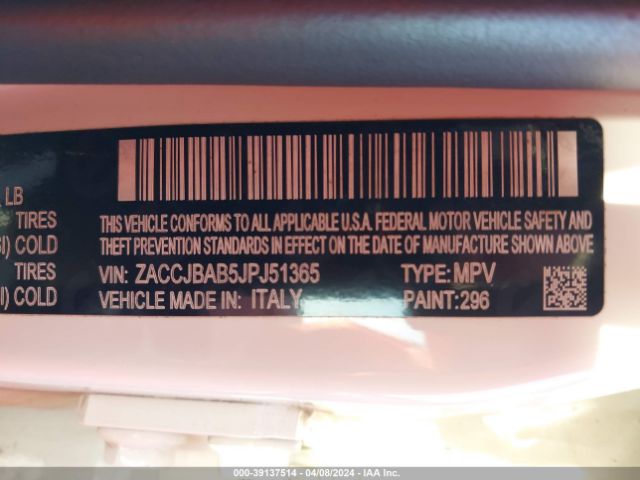 LB
TIRES
COLD
TIRES
COLD
THIS VEHICLE CONFORMS TO ALL APPLICABLE U.S.A. FEDERAL MOTOR VEHICLE SAFETY AND
THEFT PREVENTION STANDARDS IN EFFECT ON THE DATE OF MANUFACTURE SHOWN ABOVE
VIN: ZACCJBAB5JPJ51365 TYPE: MPV
VEHICLE MADE IN: ITALY PAINT:296
000-39137514 - 04/08/2024 - IAA Inc.